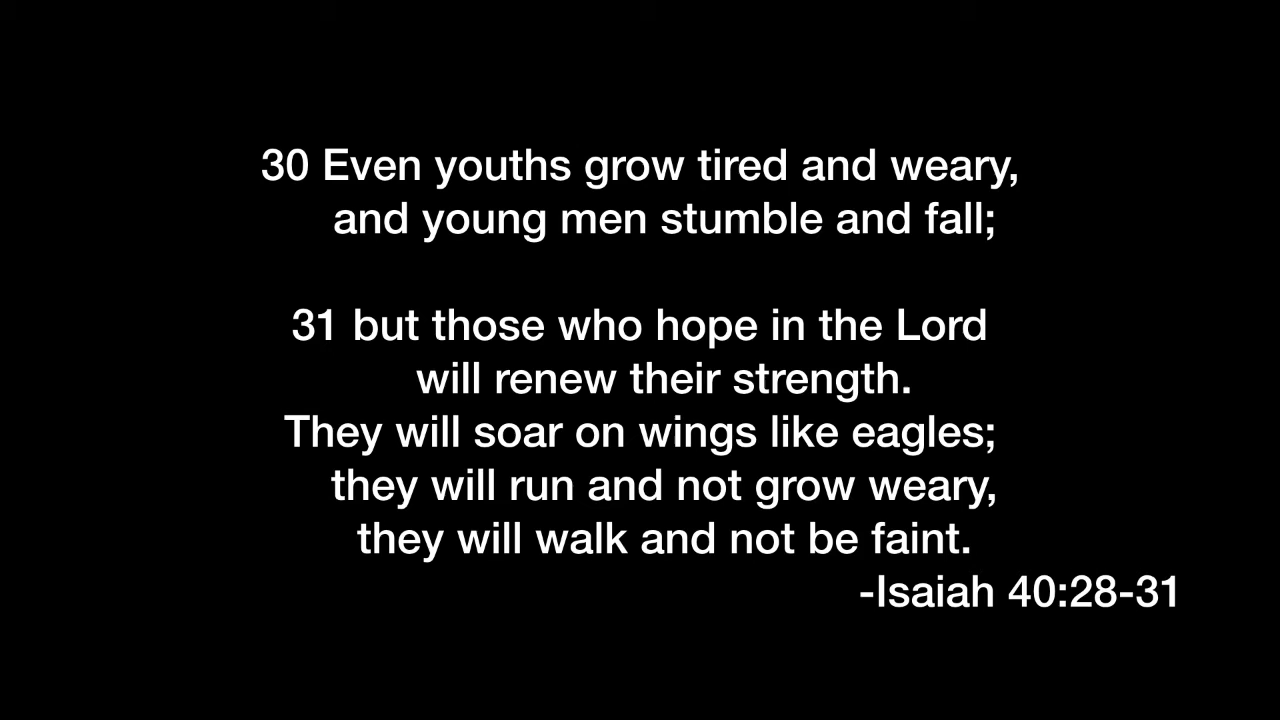 30 Even youths grow tired and weary,
and young men stumble and fall;
31 but those who hope in the Lord
will renew their strength.
They will soar on wings like eagles;
they will run and not grow weary,
they will walk and not be faint.
-Isaiah 40:28-31